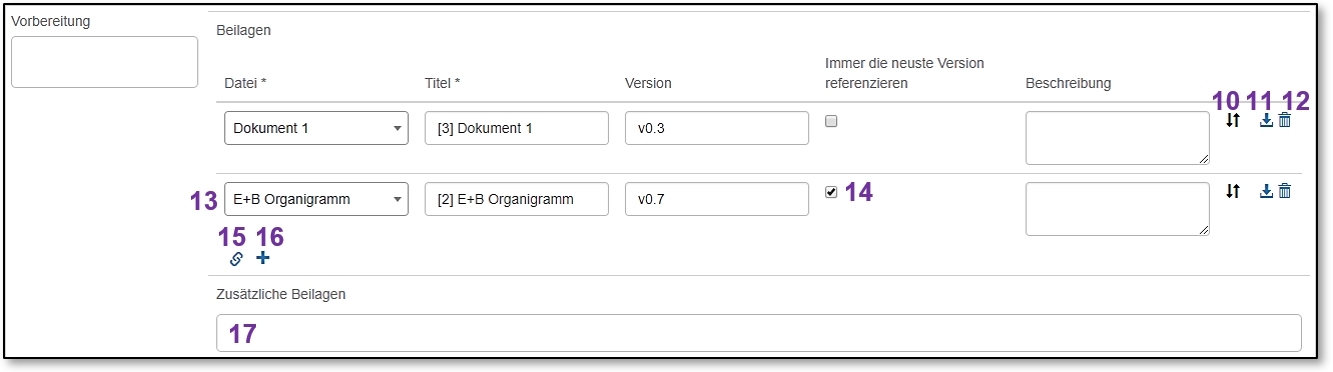 Vorbereitung
Beilagen
Datei * Titel * Version Immer die neuste Version referenzieren Beschreibung
10 11 12
Dokument 1 [3] Dokument 1 v0.3
13 E+B Organigramm [2] E+B Organigramm v0.7 14
15 16
Zusätzliche Beilagen
17